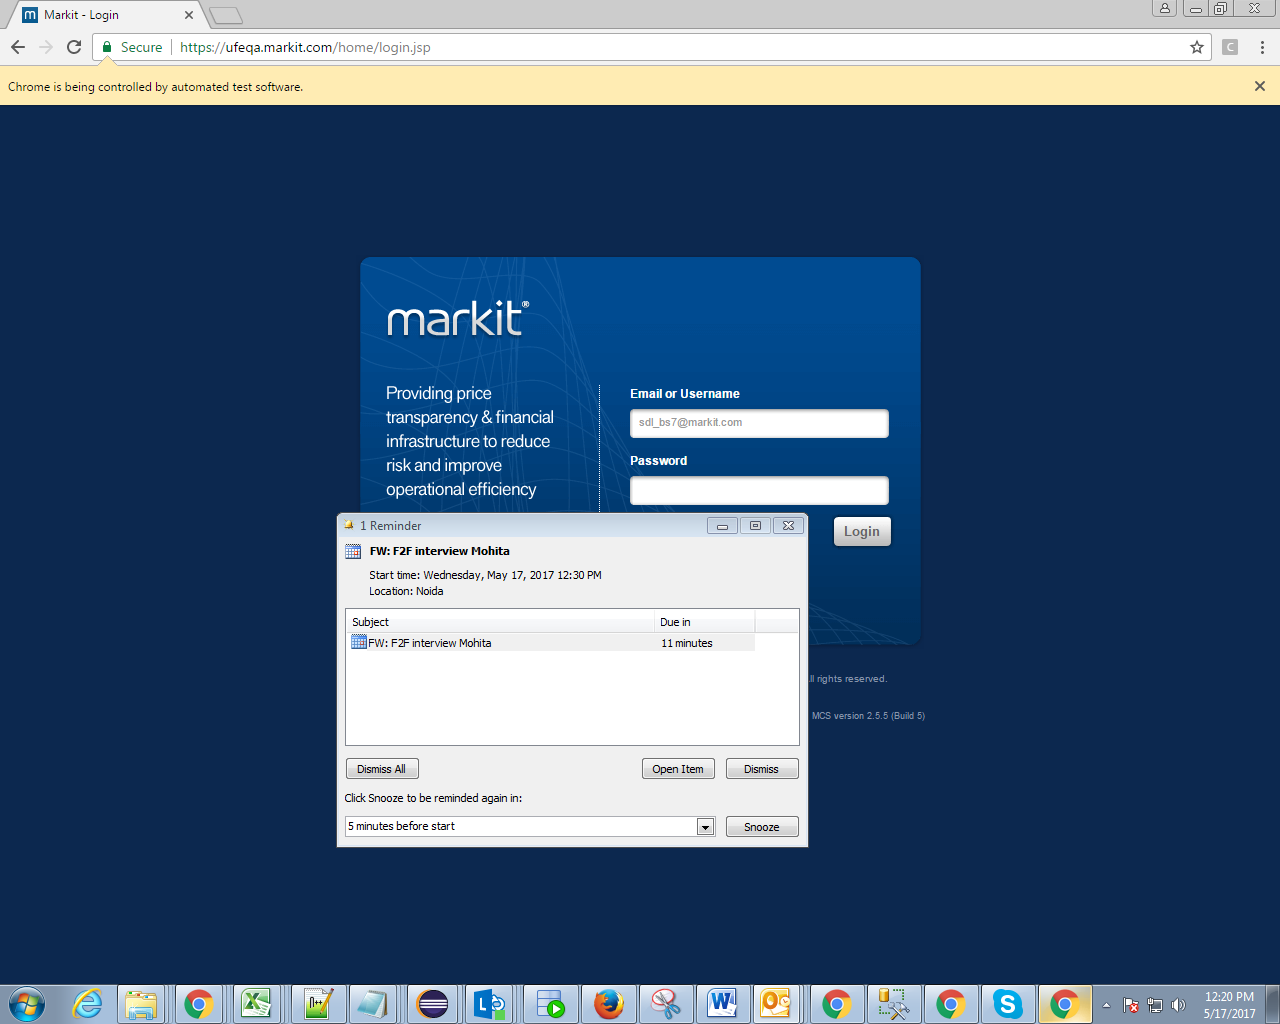 Markit - Login
Secure
https://ufeqa.markit.com/home/login.jsp
C
Chrome is being controlled by automated test software.
markit®
Providing price
transparency & financial
infrastructure to reduce
risk and improve
operational efficiency
Email or Username
sdl_bs7@markit.com
Password
Login
1 Reminder
FW: F2F interview Mohita
Start time: Wednesday, May 17, 2017 12:30 PM
Location: Noida
Subject Due in
FW: F2F interview Mohita 11 minutes
Dismiss All Open Item Dismiss
Click Snooze to be reminded again in:
5 minutes before start Snooze
rights reserved.
MCS version 2.5.5 (Build 5)
12:20 PM
5/17/2017